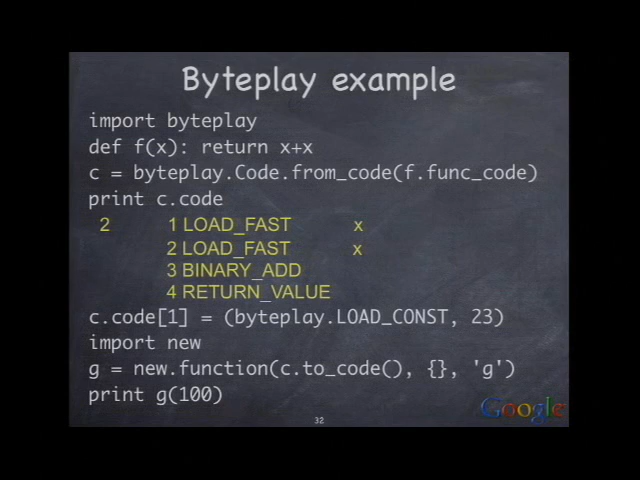 Byteplay example
import byteplay
def f(x): return x+x
c = byteplay.Code.from_code(f.func_code)
print c.code
2 1 LOAD_FAST x
2 LOAD_FAST x
3 BINARY_ADD
4 RETURN_VALUE
c.code[1] = (byteplay.LOAD_CONST, 23)
import new
g = new.function(c.to_code(), {}, 'g')
print g(100)
32
Google